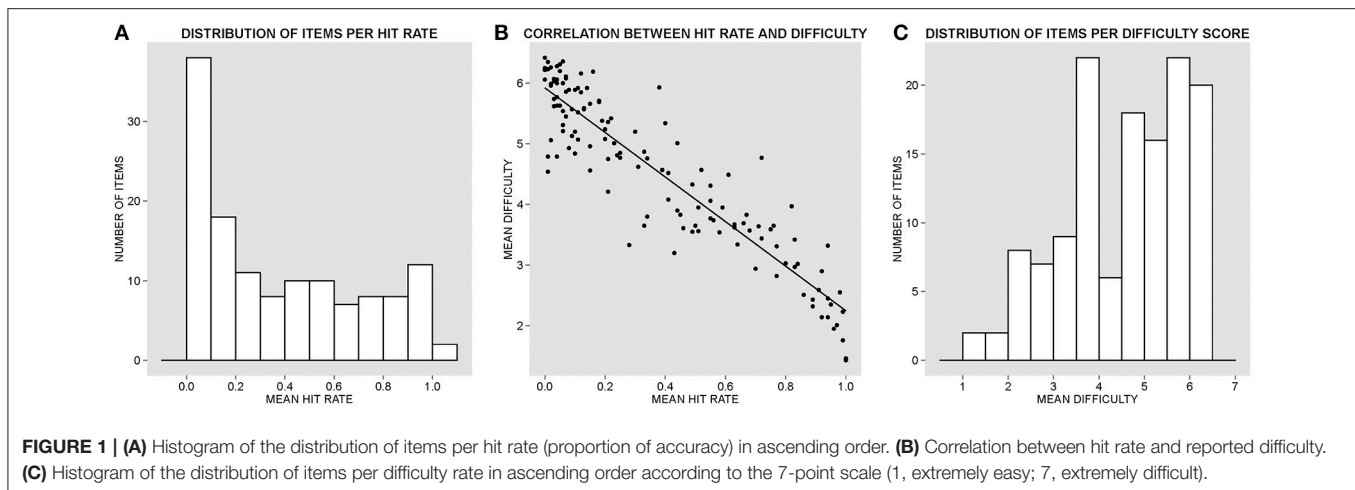 A DISTRIBUTION OF ITEMS PER HIT RATE
NUMBER OF ITEMS
30
20
10
0
0.0 0.2 0.4 0.6 0.8 1.0
MEAN HIT RATE
B CORRELATION BETWEEN HIT RATE AND DIFFICULTY
MEAN DIFFICULTY
6
5
4
3
2
0.0 0.2 0.4 0.6 0.8 1.0
MEAN HIT RATE
C DISTRIBUTION OF ITEMS PER DIFFICULTY SCORE
NUMBER OF ITEMS
20
15
10
5
0
1 2 3 4 5 6 7
MEAN DIFFICULTY
FIGURE 1 | (A) Histogram of the distribution of items per hit rate (proportion of accuracy) in ascending order. (B) Correlation between hit rate and reported difficulty.
(C) Histogram of the distribution of items per difficulty rate in ascending order according to the 7-point scale (1, extremely easy; 7, extremely difficult).